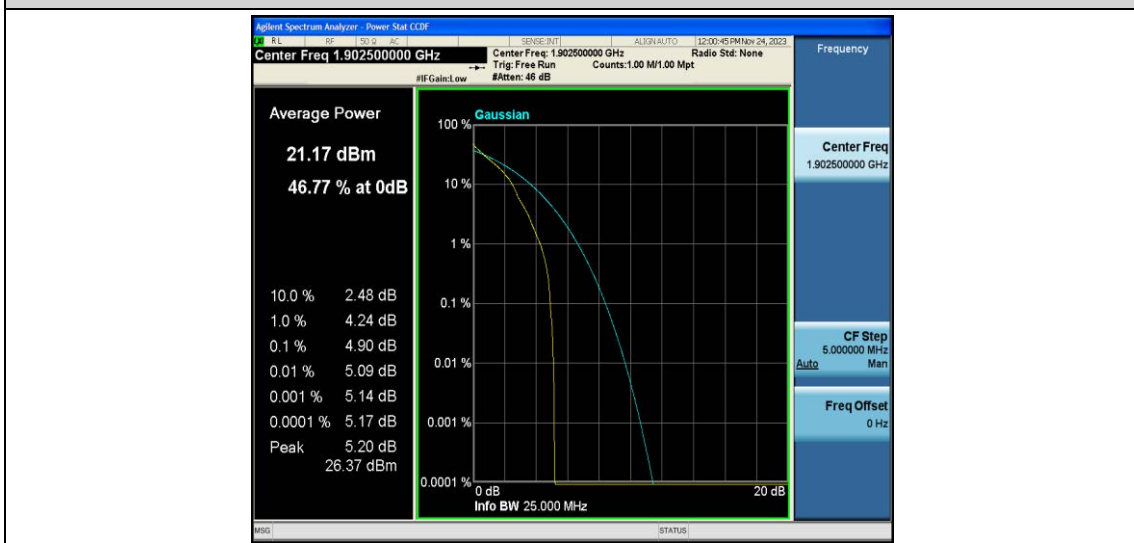 Agilent Spectrum Analyzer - Power Stat CCDF
RL RF 50 Ω AC SENSE:INT ALIGN AUTO 12:00:45 PM Nov 24, 2023
Center Freq 1.902500000 GHz
Center Freq: 1.902500000 GHz Radio Std: None
Trig: Free Run Counts:1.00 M/1.00 Mpt
#IFGain:Low #Atten: 46 dB
Frequency
Average Power
21.17 dBm
46.77 % at 0dB
10.0 % 2.48 dB
1.0 % 4.24 dB
0.1 % 4.90 dB
0.01 % 5.09 dB
0.001 % 5.14 dB
0.0001 % 5.17 dB
Peak 5.20 dB
26.37 dBm
Gaussian
100 %
10 %
1 %
0.1 %
0.01 %
0.001 %
0.0001 %
0 dB 20 dB
Info BW 25.000 MHz
Center Freq
1.902500000 GHz
CF Step
5.000000 MHz
Auto Man
Freq Offset
0 Hz
MSG STATUS